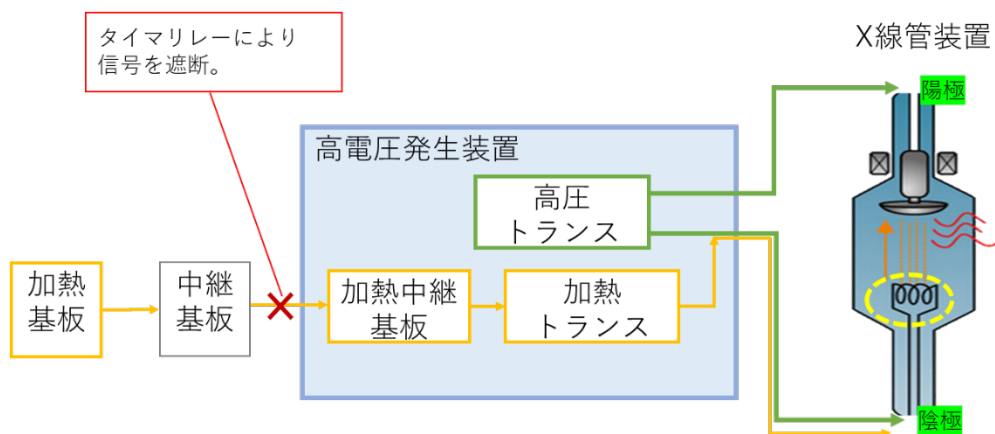 タイマリレーにより
信号を遮断。
X線管装置
陽極
高電圧発生装置
高圧
トランス
加熱
基板
中継
基板
加熱中継
基板
加熱
トランス
陰極